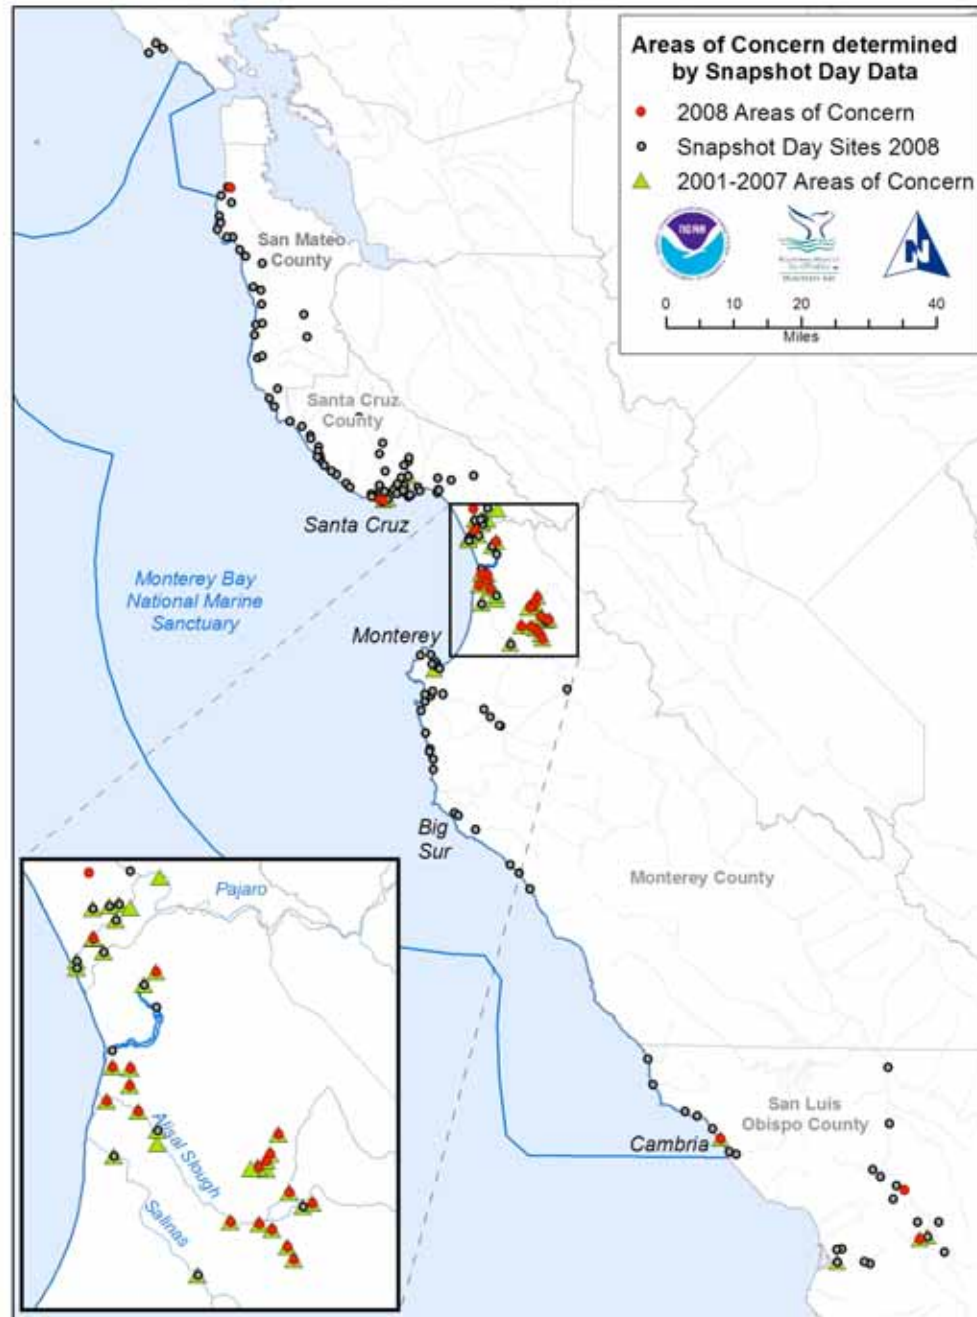 Areas of Concern determined
by Snapshot Day Data
2008 Areas of Concern
Snapshot Day Sites 2008
2001-2007 Areas of Concern
NOAA
N
0 10 20 40
Miles
San Mateo
County
Santa Cruz
County
Santa Cruz
Monterey Bay
National Marine
Sanctuary
Monterey
Big
Sur
Monterey County
Pajaro
Alisal Slough
Salinas
San Luis
Obispo County
Cambria